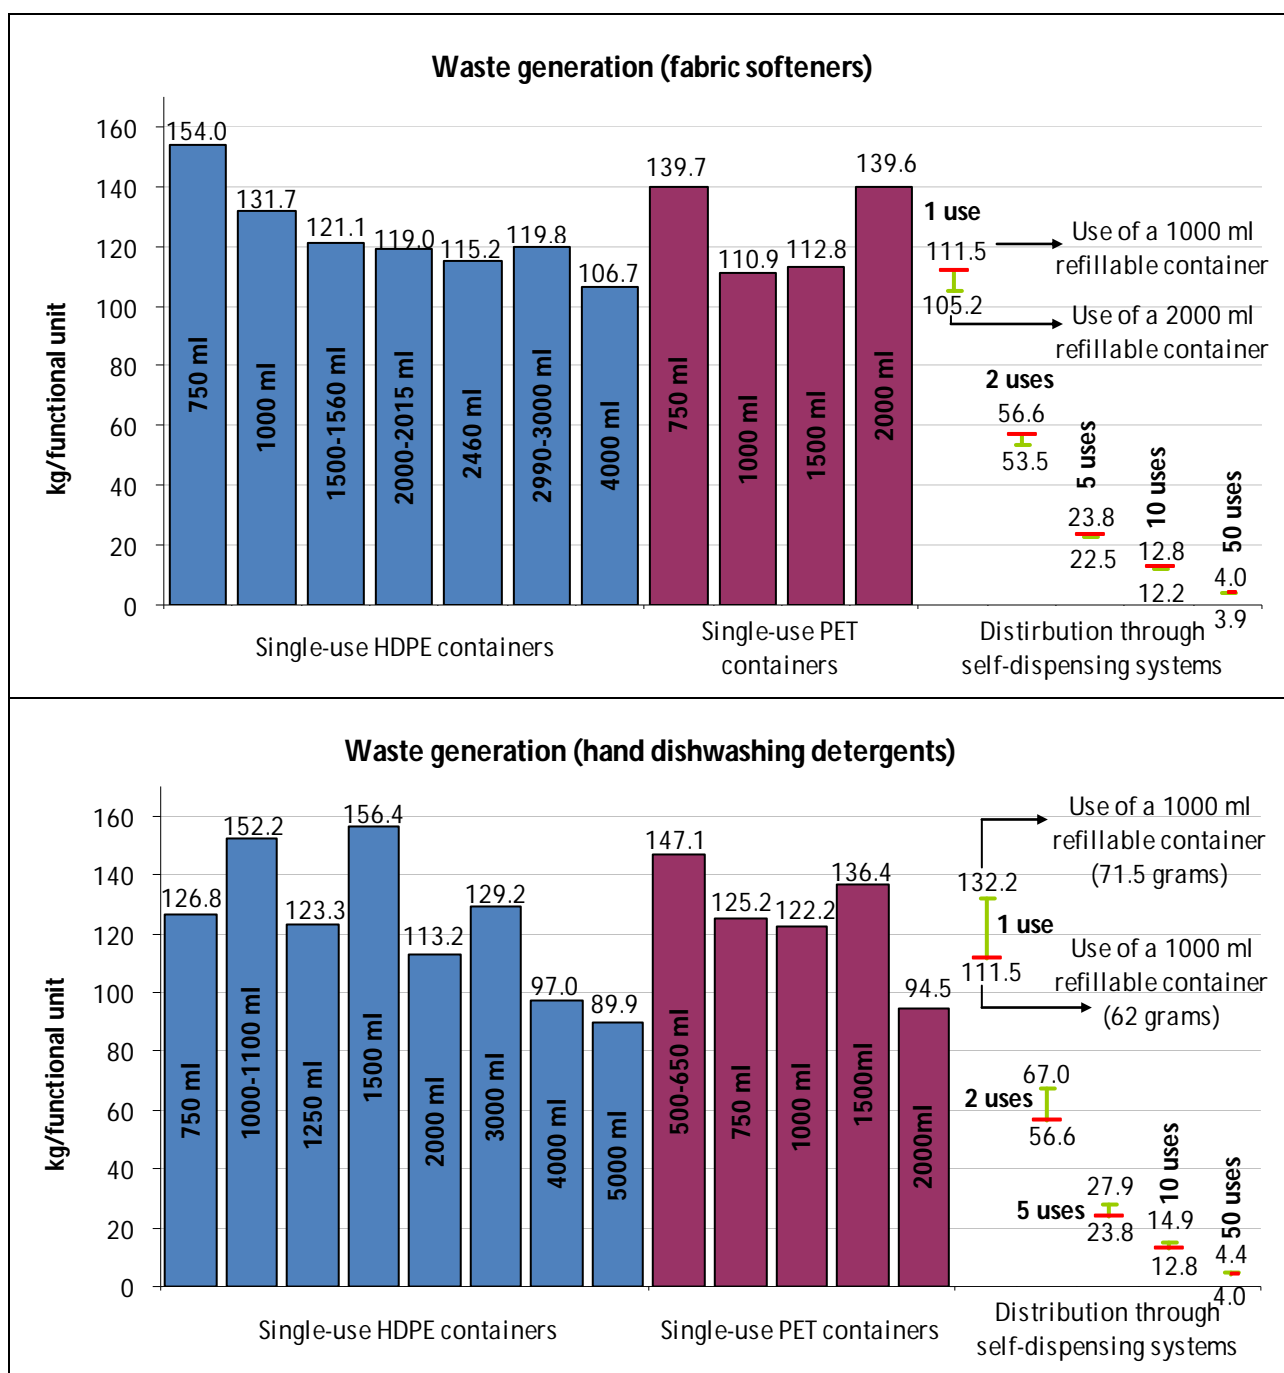 Waste generation (fabric softeners)
kg/functional unit
160
140
120
100
80
60
40
20
0
154.0
131.7
121.1
119.0
115.2
119.8
106.7
139.7
110.9
112.8
139.6
750 ml
1000 ml
1500-1560 ml
2000-2015 ml
2460 ml
2990-3000 ml
4000 ml
750 ml
1000 ml
1500 ml
2000 ml
1 use
111.5
105.2
Use of a 1000 ml
refillable container
Use of a 2000 ml
refillable container
2 uses
56.6
53.5
5 uses
23.8
22.5
10 uses
12.8
12.2
50 uses
4.0
3.9
Single-use HDPE containers
Single-use PET
containers
Distirbution through
self-dispensing systems
Waste generation (hand dishwashing detergents)
kg/functional unit
160
140
120
100
80
60
40
20
0
126.8
152.2
123.3
156.4
113.2
129.2
97.0
89.9
147.1
125.2
122.2
136.4
94.5
750 ml
1000-1100 ml
1250 ml
1500 ml
2000 ml
3000 ml
4000 ml
5000 ml
500-650 ml
750 ml
1000 ml
1500ml
2000ml
Use of a 1000 ml
refillable container
(71.5 grams)
132.2
1 use
111.5
Use of a 1000 ml
refillable container
(62 grams)
67.0
2 uses
56.6
27.9
5 uses
23.8
10 uses
14.9
12.8
50 uses
4.4
4.0
Single-use HDPE containers
Single-use PET containers
Distribution through
self-dispensing systems